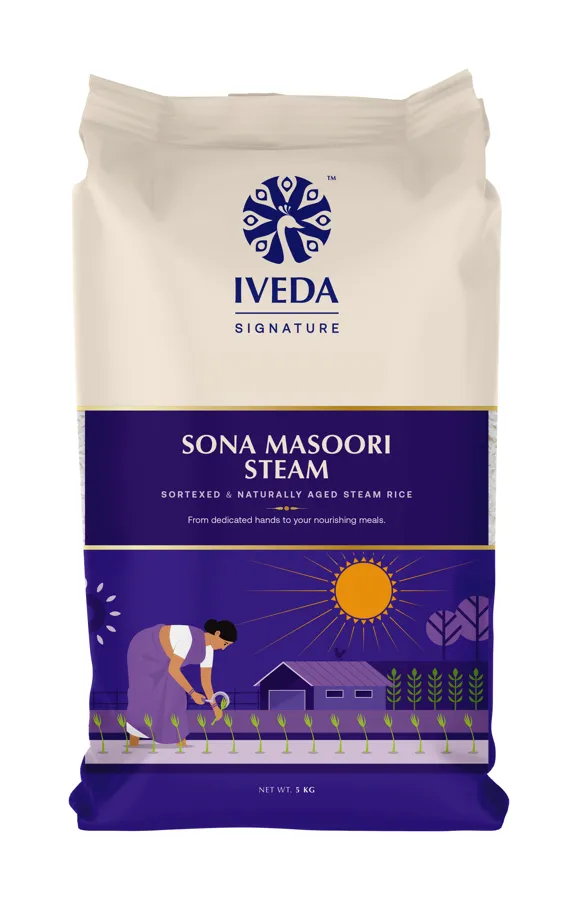 TM
IVEDA
SIGNATURE
SONA MASOORI
STEAM
SORTEXED & NATURALLY AGED STEAM RICE
From dedicated hands to your nourishing meals.
NET WT. 5 KG